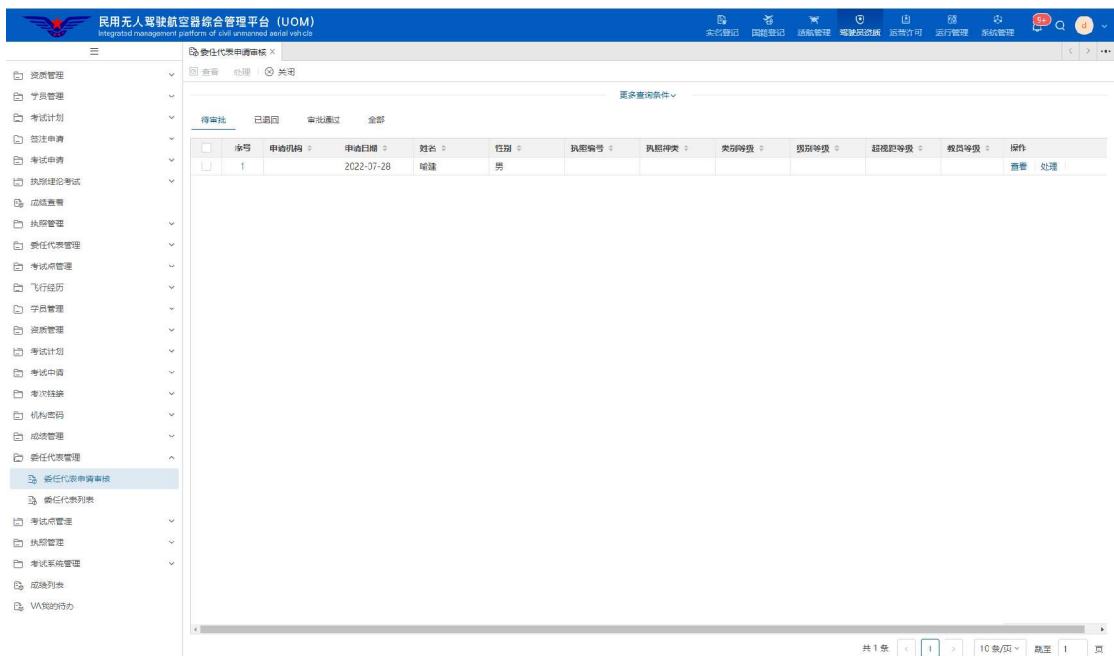 民用无人驾驶航空器综合管理平台（UOM）
Integrated management platform of civil unmanned aerial vehicle
实名登记 国籍登记 适航管理 驾驶员资质 运营许可 运行管理 系统管理 9+ d
委任代表申请审核 ×
资质管理
查看 处理 关闭
学员管理
更多查询条件
考试计划
待审批 已退回 审批通过 全部
签注申请
序号 申请机构 申请日期 姓名 性别 执照编号 执照种类 类别等级 级别等级 超视距等级 教员等级 操作
考试申请
1 2022-07-28 喻建 男 查看 处理
执照理论考试
成绩查看
执照管理
委任代表管理
考试点管理
飞行经历
学员管理
资质管理
考试计划
考试申请
考次链接
机构密码
成绩管理
委任代表管理
委任代表申请审核
委任代表列表
考试点管理
执照管理
考试系统管理
成绩列表
VA我的待办
共 1 条 < 1 > 10 条/页 跳至 1 页